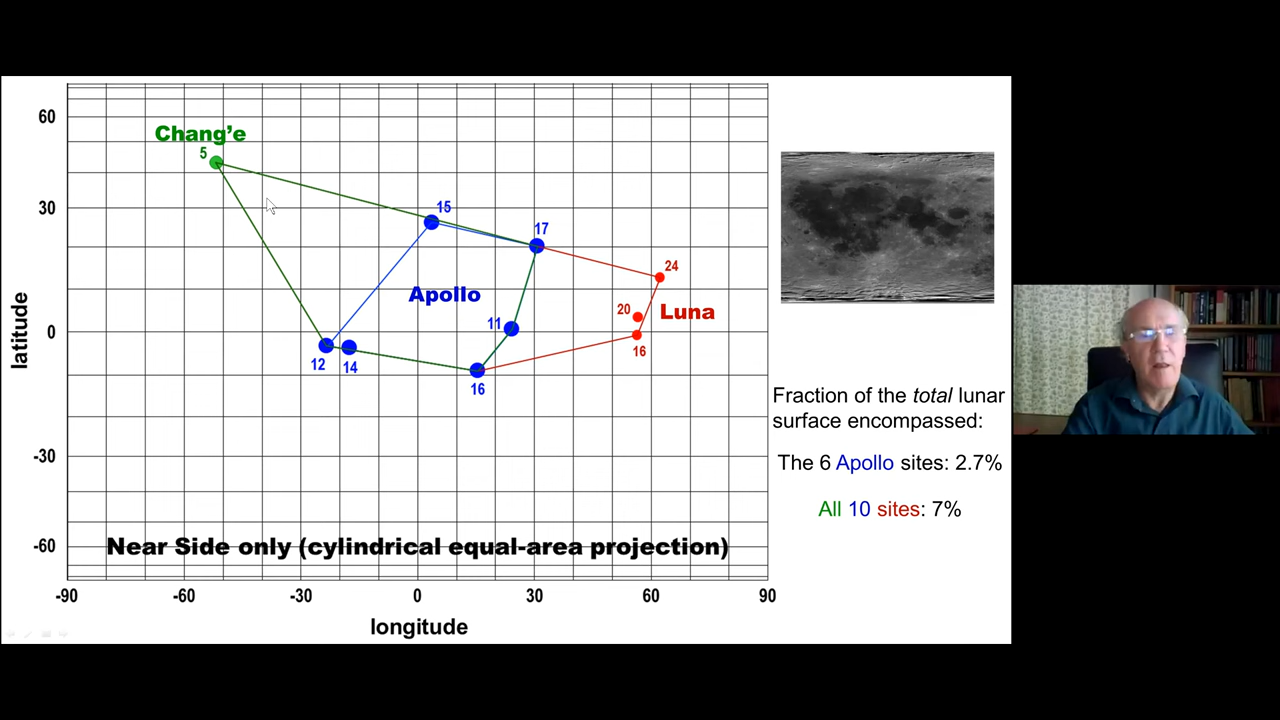 60
30
0
-30
-60
latitude
Chang'e
5
15
17
24
Apollo
20
Luna
11
16
12
14
16
Near Side only (cylindrical equal-area projection)
-90
-60
-30
0
30
60
90
longitude
Fraction of the total lunar
surface encompassed:
The 6 Apollo sites: 2.7%
All 10 sites: 7%